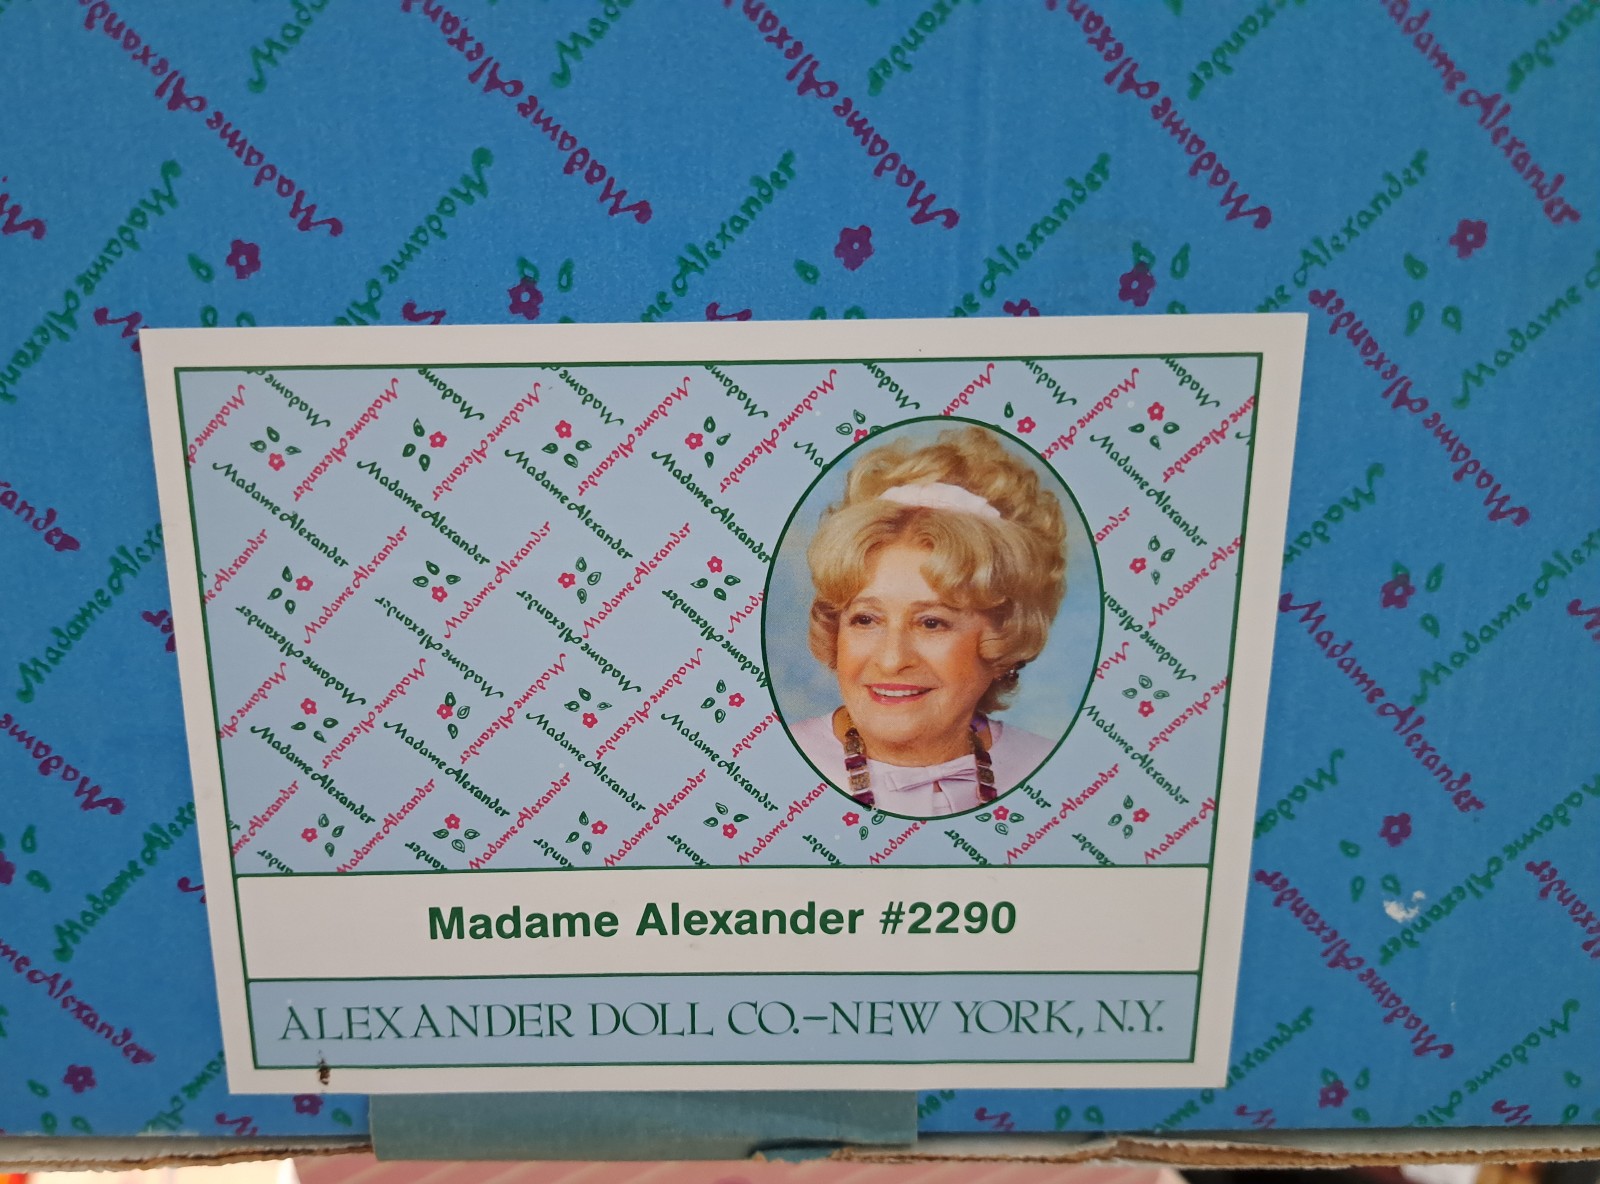 Madame Alexander
Madame Alexander #2290
ALEXANDER DOLL CO.–NEW YORK, N.Y.